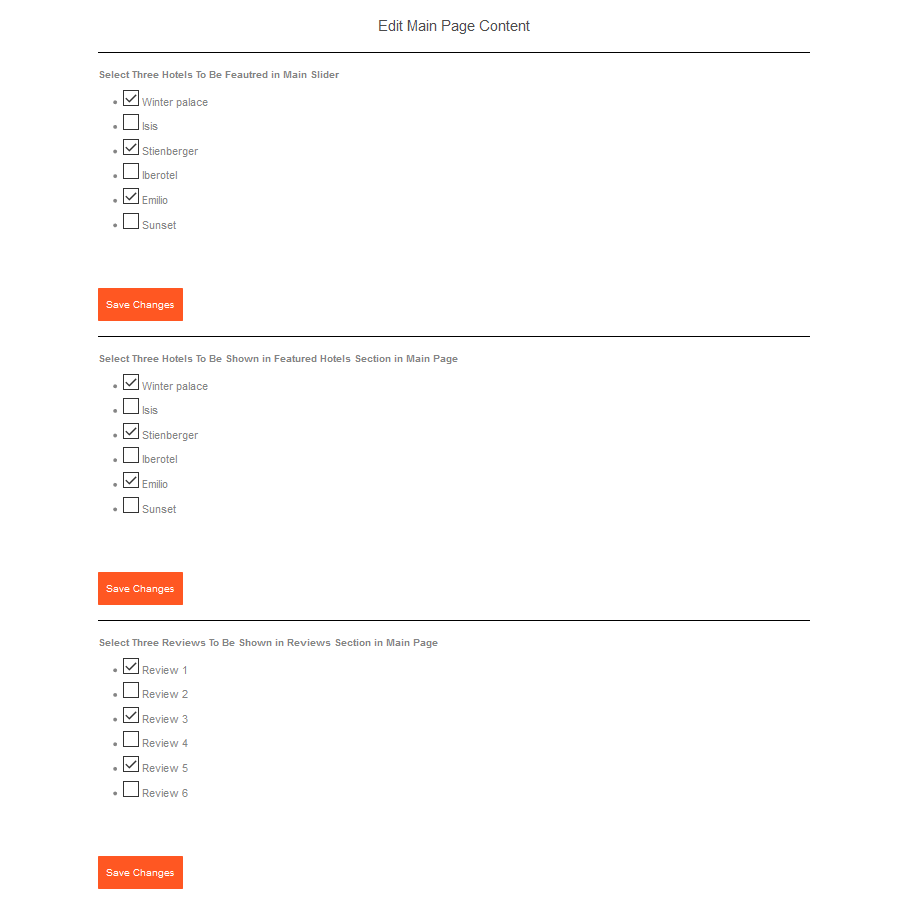 Edit Main Page Content
Select Three Hotels To Be Feautred in Main Slider
Winter palace
Isis
Stienberger
Iberotel
Emilio
Sunset
Save Changes
Select Three Hotels To Be Shown in Featured Hotels Section in Main Page
Winter palace
Isis
Stienberger
Iberotel
Emilio
Sunset
Save Changes
Select Three Reviews To Be Shown in Reviews Section in Main Page
Review 1
Review 2
Review 3
Review 4
Review 5
Review 6
Save Changes